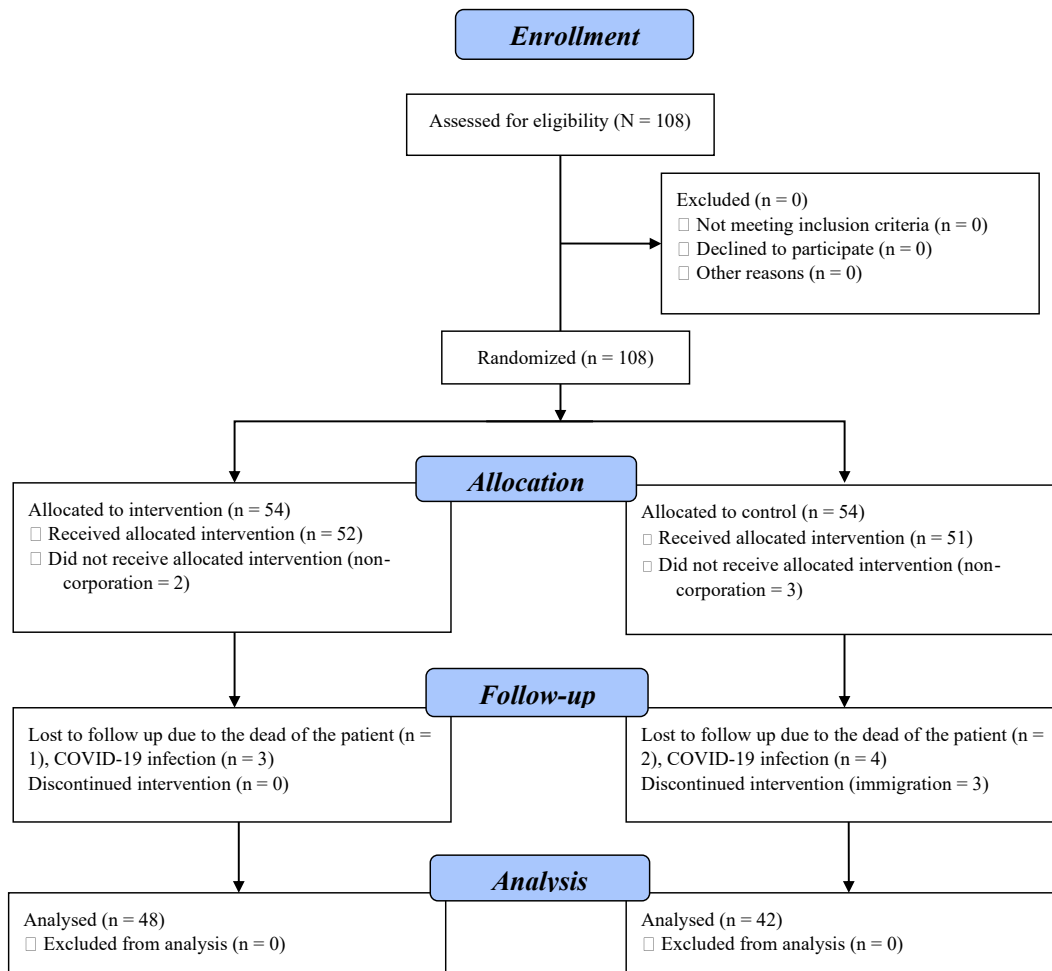 Enrollment
Assessed for eligibility (N = 108)
Excluded (n = 0)
□ Not meeting inclusion criteria (n = 0)
□ Declined to participate (n = 0)
□ Other reasons (n = 0)
Randomized (n = 108)
Allocation
Allocated to intervention (n = 54)
□ Received allocated intervention (n = 52)
□ Did not receive allocated intervention (non-
corporation = 2)
Allocated to control (n = 54)
□ Received allocated intervention (n = 51)
□ Did not receive allocated intervention (non-
corporation = 3)
Follow-up
Lost to follow up due to the dead of the patient (n =
1), COVID-19 infection (n = 3)
Discontinued intervention (n = 0)
Lost to follow up due to the dead of the patient (n =
2), COVID-19 infection (n = 4)
Discontinued intervention (immigration = 3)
Analysis
Analysed (n = 48)
□ Excluded from analysis (n = 0)
Analysed (n = 42)
□ Excluded from analysis (n = 0)